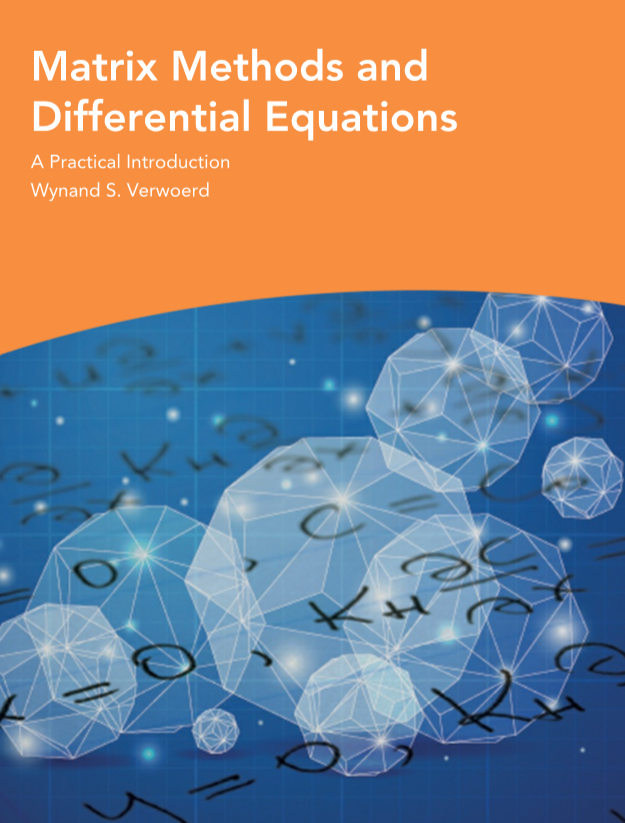 Matrix Methods and
Differential Equations
A Practical Introduction
Wynand S. Verwoerd